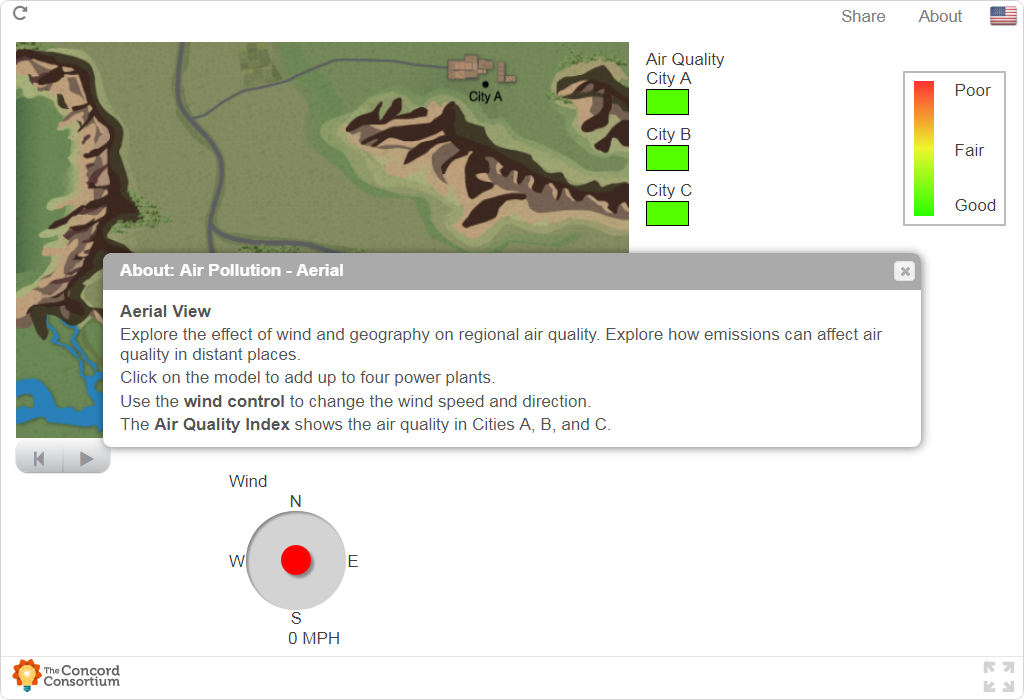 Share About
City A
Air Quality
City A
City B
City C
Poor
Fair
Good
About: Air Pollution - Aerial
Aerial View
Explore the effect of wind and geography on regional air quality. Explore how emissions can affect air
quality in distant places.
Click on the model to add up to four power plants.
Use the wind control to change the wind speed and direction.
The Air Quality Index shows the air quality in Cities A, B, and C.
Wind
N
W E
S
0 MPH
The Concord
Consortium